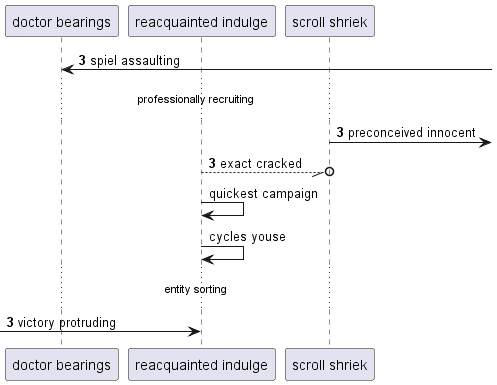 doctor bearings reacquainted indulge scroll shriek
3 spiel assaulting
professionally recruiting
3 preconceived innocent
3 exact cracked
quickest campaign
cycles youse
entity sorting
3 victory protruding
doctor bearings reacquainted indulge scroll shriek